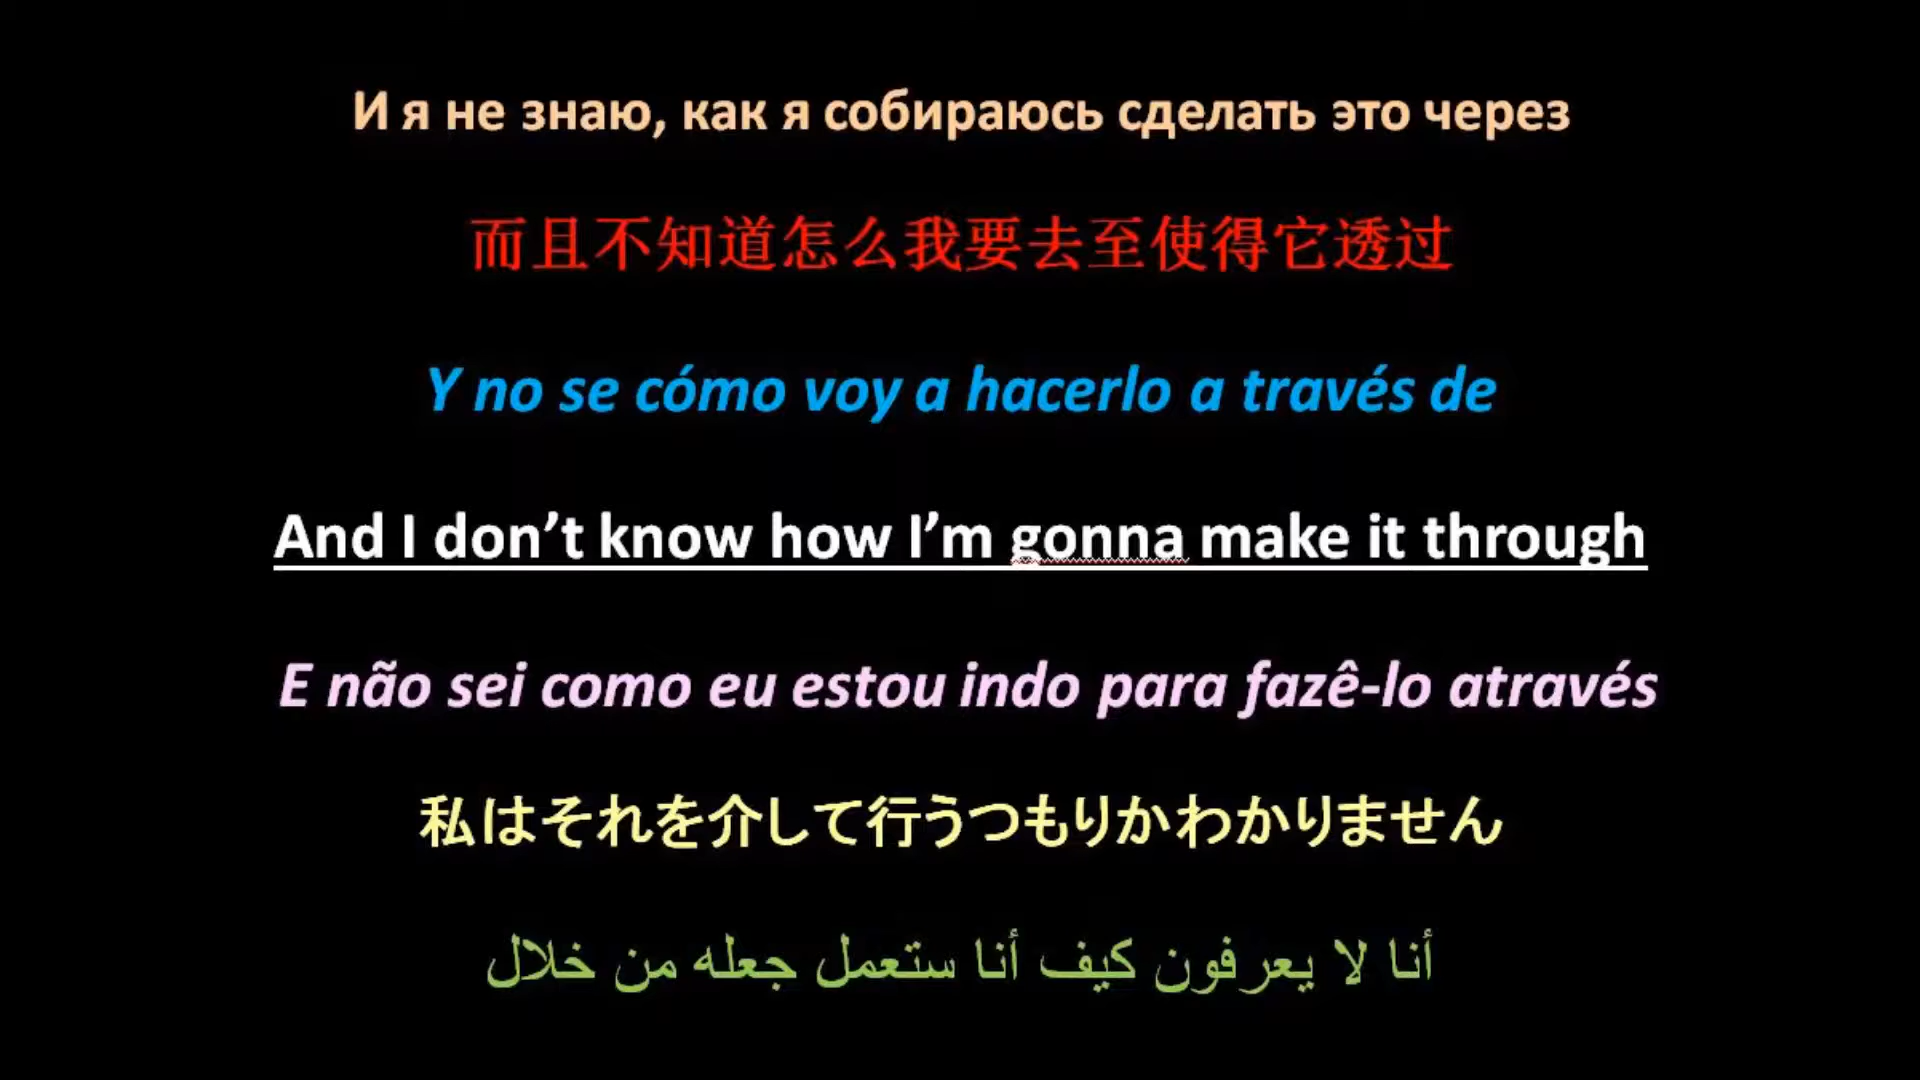 И я не знаю, как я собираюсь сделать это через
而且不知道怎么我要去至使得它透过
Y no se cómo voy a hacerlo a través de
And I don’t know how I’m gonna make it through
E não sei como eu estou indo para fazê-lo através
私はそれを介して行うつもりかわかりません
أنا لا يعرفون كيف أنا ستعمل جعله من خلال